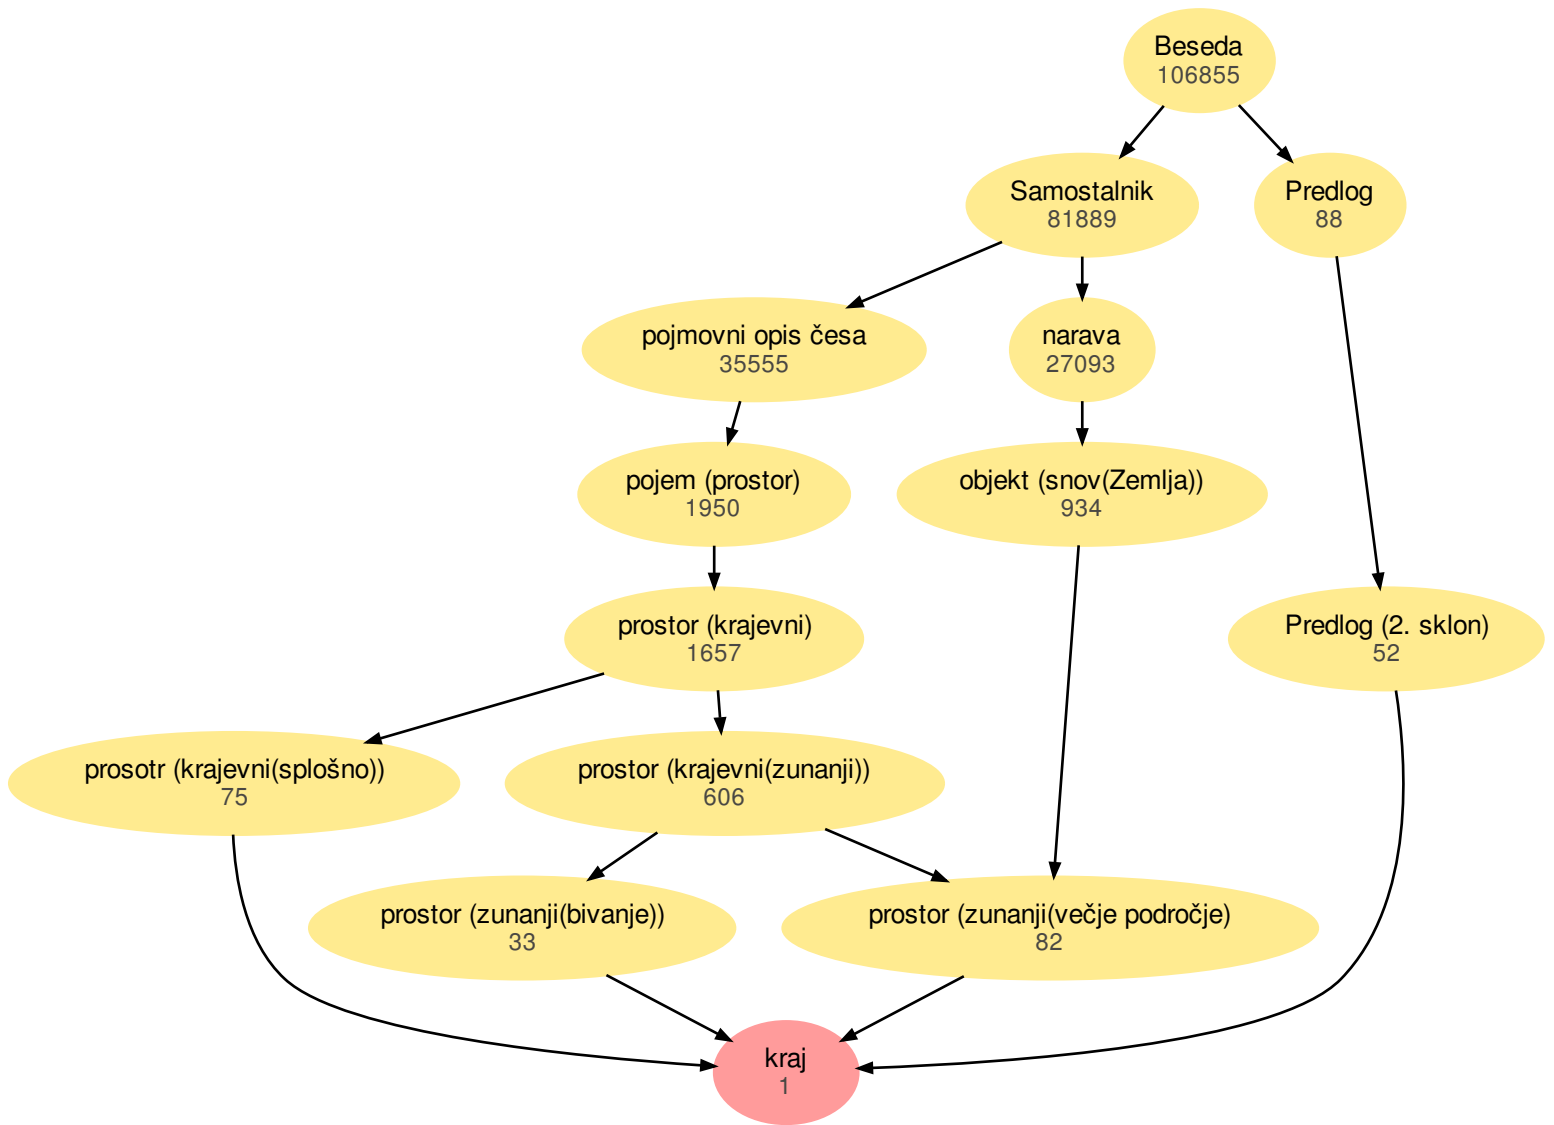 Beseda
106855
Samostalnik
81889
Predlog
88
pojmovni opis česa
35555
narava
27093
pojem (prostor)
1950
objekt (snov(Zemlja))
934
prostor (krajevni)
1657
Predlog (2. sklon)
52
prosotr (krajevni(splošno))
75
prostor (krajevni(zunanji))
606
prostor (zunanji(bivanje))
33
prostor (zunanji(večje področje)
82
kraj
1